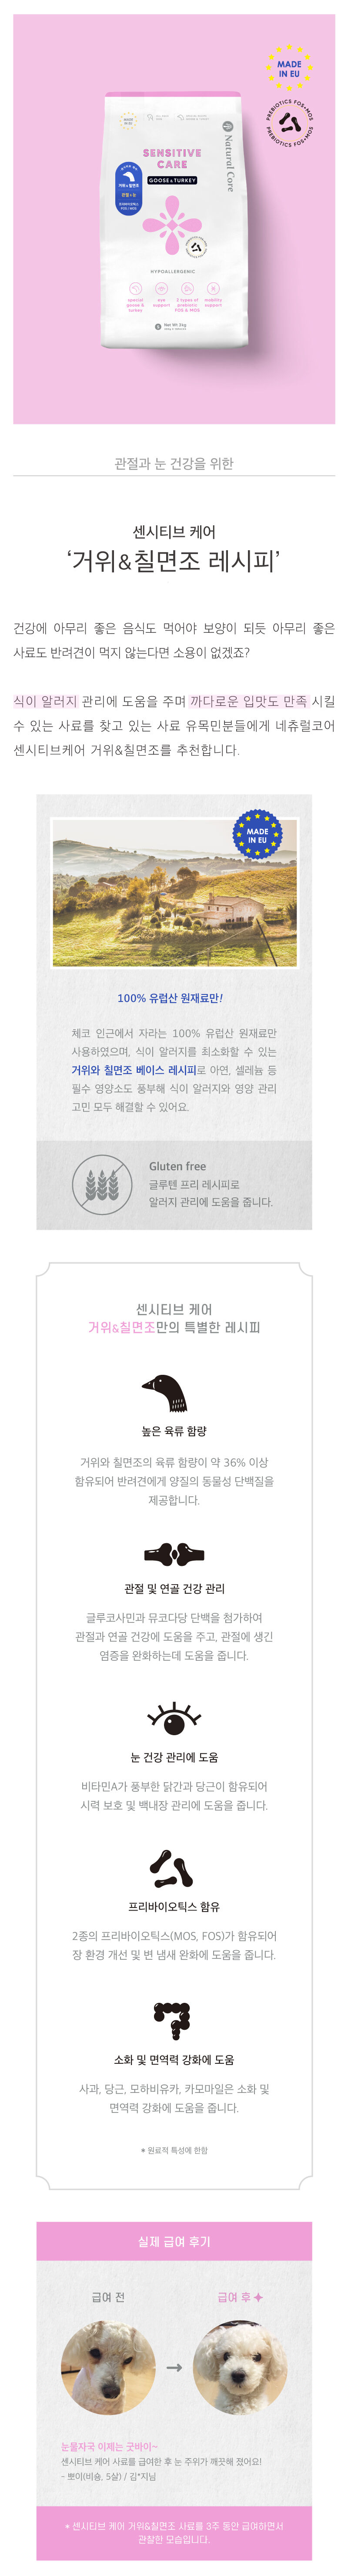 MADE
IN EU
PREBIOTICS FOS+MOS
PREBIOTICS FOS+MOS
MADE
IN EU
SENSITIVE
CARE
GOOSE&TURKEY
Natural Core
거위&칠면조
HYPOALLERGENIC
special
goose &
turkey
eye
support
2 types of
prebiotic
FOS & MOS
mobility
support
Net Wt 2kg
관절과 눈 건강을 위한
센시티브 케어
‘거위&칠면조 레시피’
건강에 아무리 좋은 음식도 먹어야 보양이 되듯 아무리 좋은
사료도 반려견이 먹지 않는다면 소용이 없겠죠?
식이 알러지 관리에 도움을 주며 까다로운 입맛도 만족 시킬
수 있는 사료를 찾고 있는 사료 유목민분들에게 네츄럴코어
센시티브케어 거위&칠면조를 추천합니다.
MADE
IN EU
100% 유럽산 원재료만!
체코 인근에서 자라는 100% 유럽산 원재료만
사용하였으며, 식이 알러지를 최소화할 수 있는
거위와 칠면조 베이스 레시피로 아연, 셀레늄 등
필수 영양소도 풍부해 식이 알러지와 영양 관리
고민 모두 해결할 수 있어요.
Gluten free
글루텐 프리 레시피로
알러지 관리에 도움을 줍니다.
센시티브 케어
거위&칠면조만의 특별한 레시피
높은 육류 함량
거위와 칠면조의 육류 함량이 약 36% 이상
함유되어 반려견에게 양질의 동물성 단백질을
제공합니다.
관절 및 연골 건강 관리
글루코사민과 뮤코다당 단백을 첨가하여
관절과 연골 건강에 도움을 주고, 관절에 생긴
염증을 완화하는데 도움을 줍니다.
눈 건강 관리에 도움
비타민A가 풍부한 닭간과 당근이 함유되어
시력 보호 및 백내장 관리에 도움을 줍니다.
프리바이오틱스 함유
2종의 프리바이오틱스(MOS, FOS)가 함유되어
장 환경 개선 및 변 냄새 완화에 도움을 줍니다.
소화 및 면역력 강화에 도움
사과, 당근, 모하비유카, 카모마일은 소화 및
면역력 강화에 도움을 줍니다.
* 원료적 특성에 한함
실제 급여 후기
급여 전
급여 후
눈물자국 이제는 굿바이~
센시티브 케어 사료를 급여한 후 눈 주위가 깨끗해 졌어요!
- 뽀이(비숑, 5살) / 김*지님
* 센시티브 케어 거위&칠면조 사료를 3주 동안 급여하면서
관찰한 모습입니다.